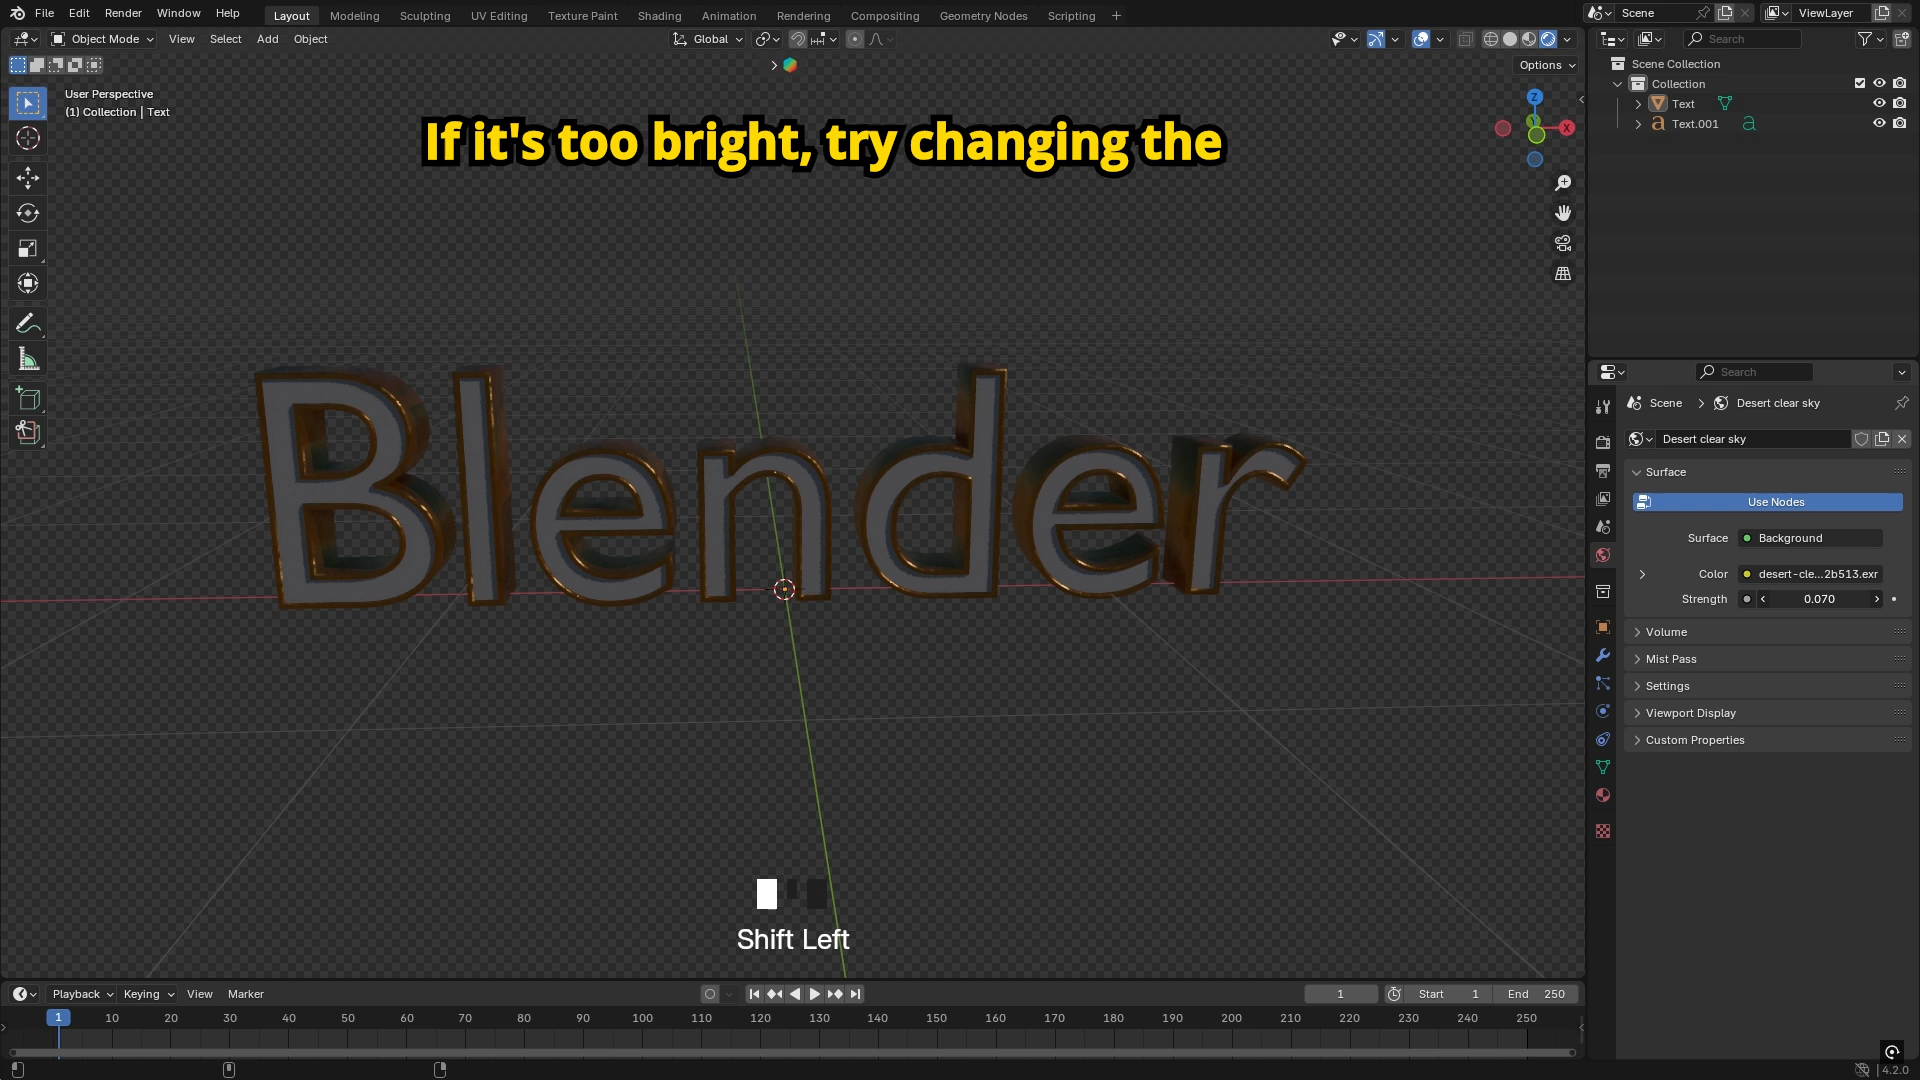 File Edit Render Window Help Layout Modeling Sculpting UV Editing Texture Paint Shading Animation Rendering Compositing Geometry Nodes Scripting + Scene ViewLayer
Object Mode View Select Add Object Global Search
Options
User Perspective
(1) Collection | Text
If it's too bright, try changing the
Z
X
Scene Collection
Collection
Text
Text.001
Blender
Search
Scene > Desert clear sky
Desert clear sky
Surface
Use Nodes
Surface Background
Color desert-cle...2b513.exr
Strength 0.070
Volume
Mist Pass
Settings
Viewport Display
Custom Properties
Shift Left
Playback Keying View Marker 1 Start 1 End 250
1 10 20 30 40 50 60 70 80 90 100 110 120 130 140 150 160 170 180 190 200 210 220 230 240 250
4.2.0